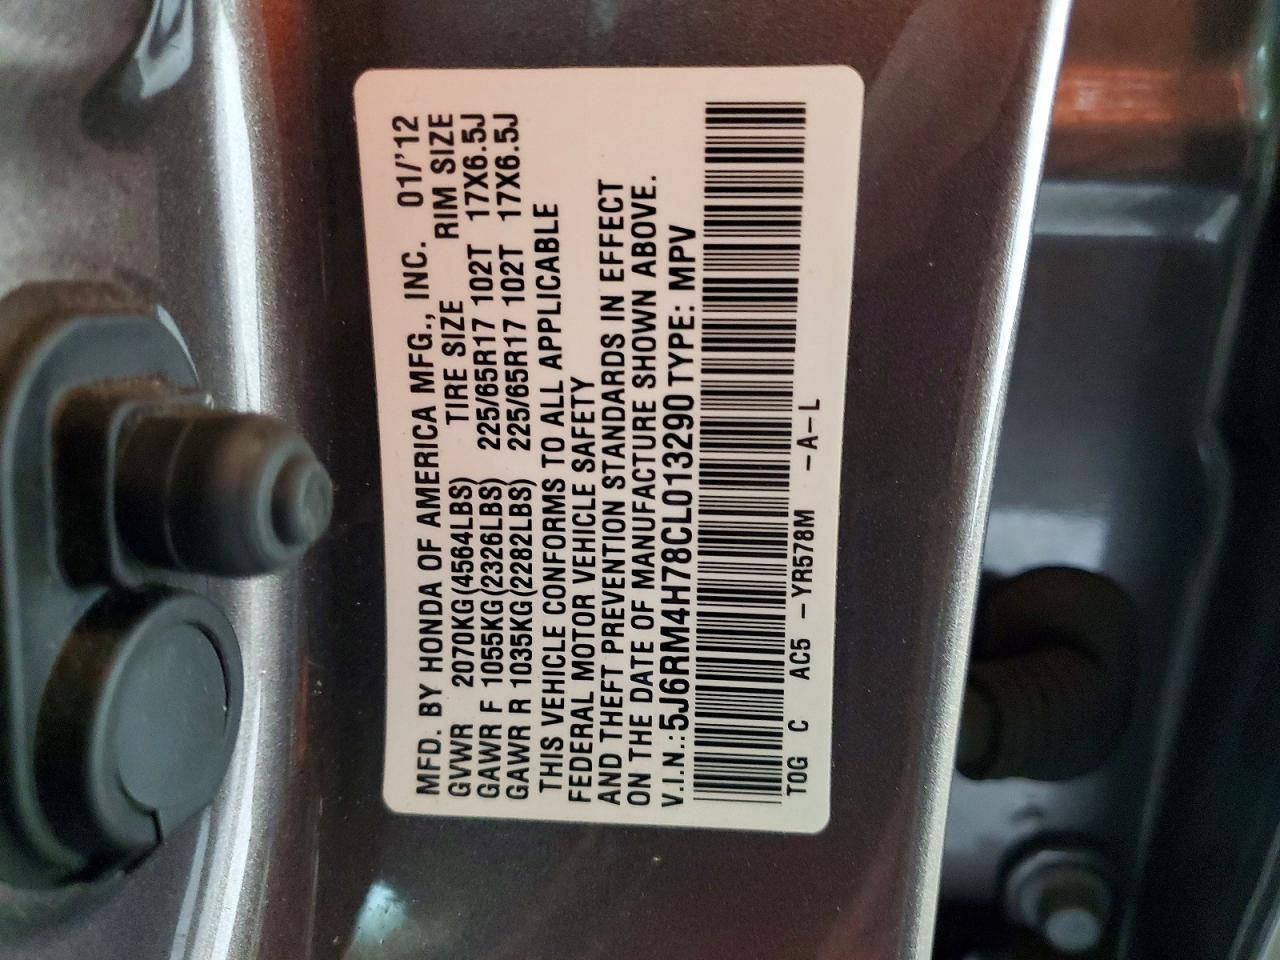 MFD. BY HONDA OF AMERICA MFG., INC. 01/'12
GVWR 2070KG(4564LBS) TIRE SIZE RIM SIZE
GAWR F 1055KG(2326LBS) 225/65R17 102T 17X6.5J
GAWR R 1035KG(2282LBS) 225/65R17 102T 17X6.5J
THIS VEHICLE CONFORMS TO ALL APPLICABLE
FEDERAL MOTOR VEHICLE SAFETY
AND THEFT PREVENTION STANDARDS IN EFFECT
ON THE DATE OF MANUFACTURE SHOWN ABOVE.
V.I.N.: 5J6RM4H78CL013290 TYPE: MPV
T0G C AC5 -YR578M -A-L